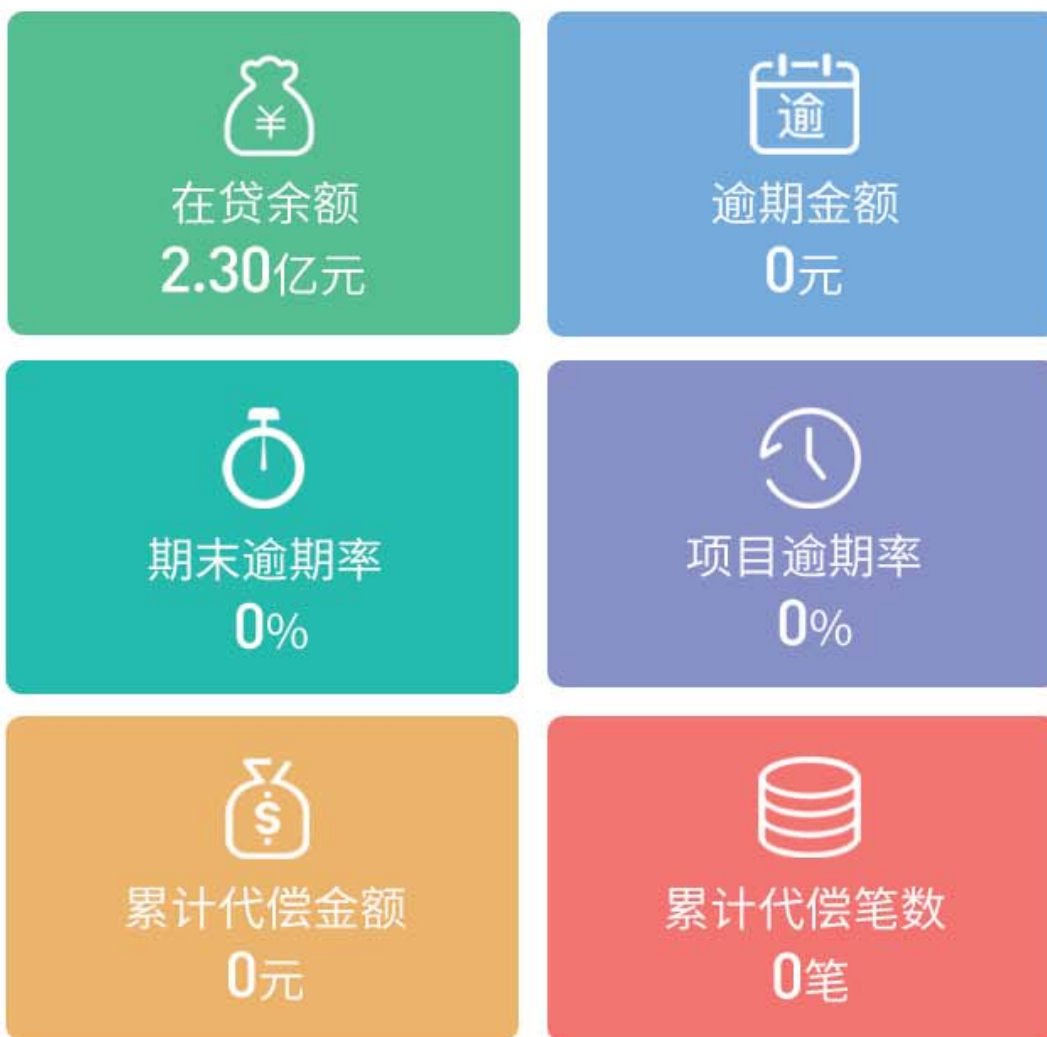 ¥
在贷余额
2.30亿元
逾
逾期金额
0元
期末逾期率
0%
项目逾期率
0%
$
累计代偿金额
0元
累计代偿笔数
0笔